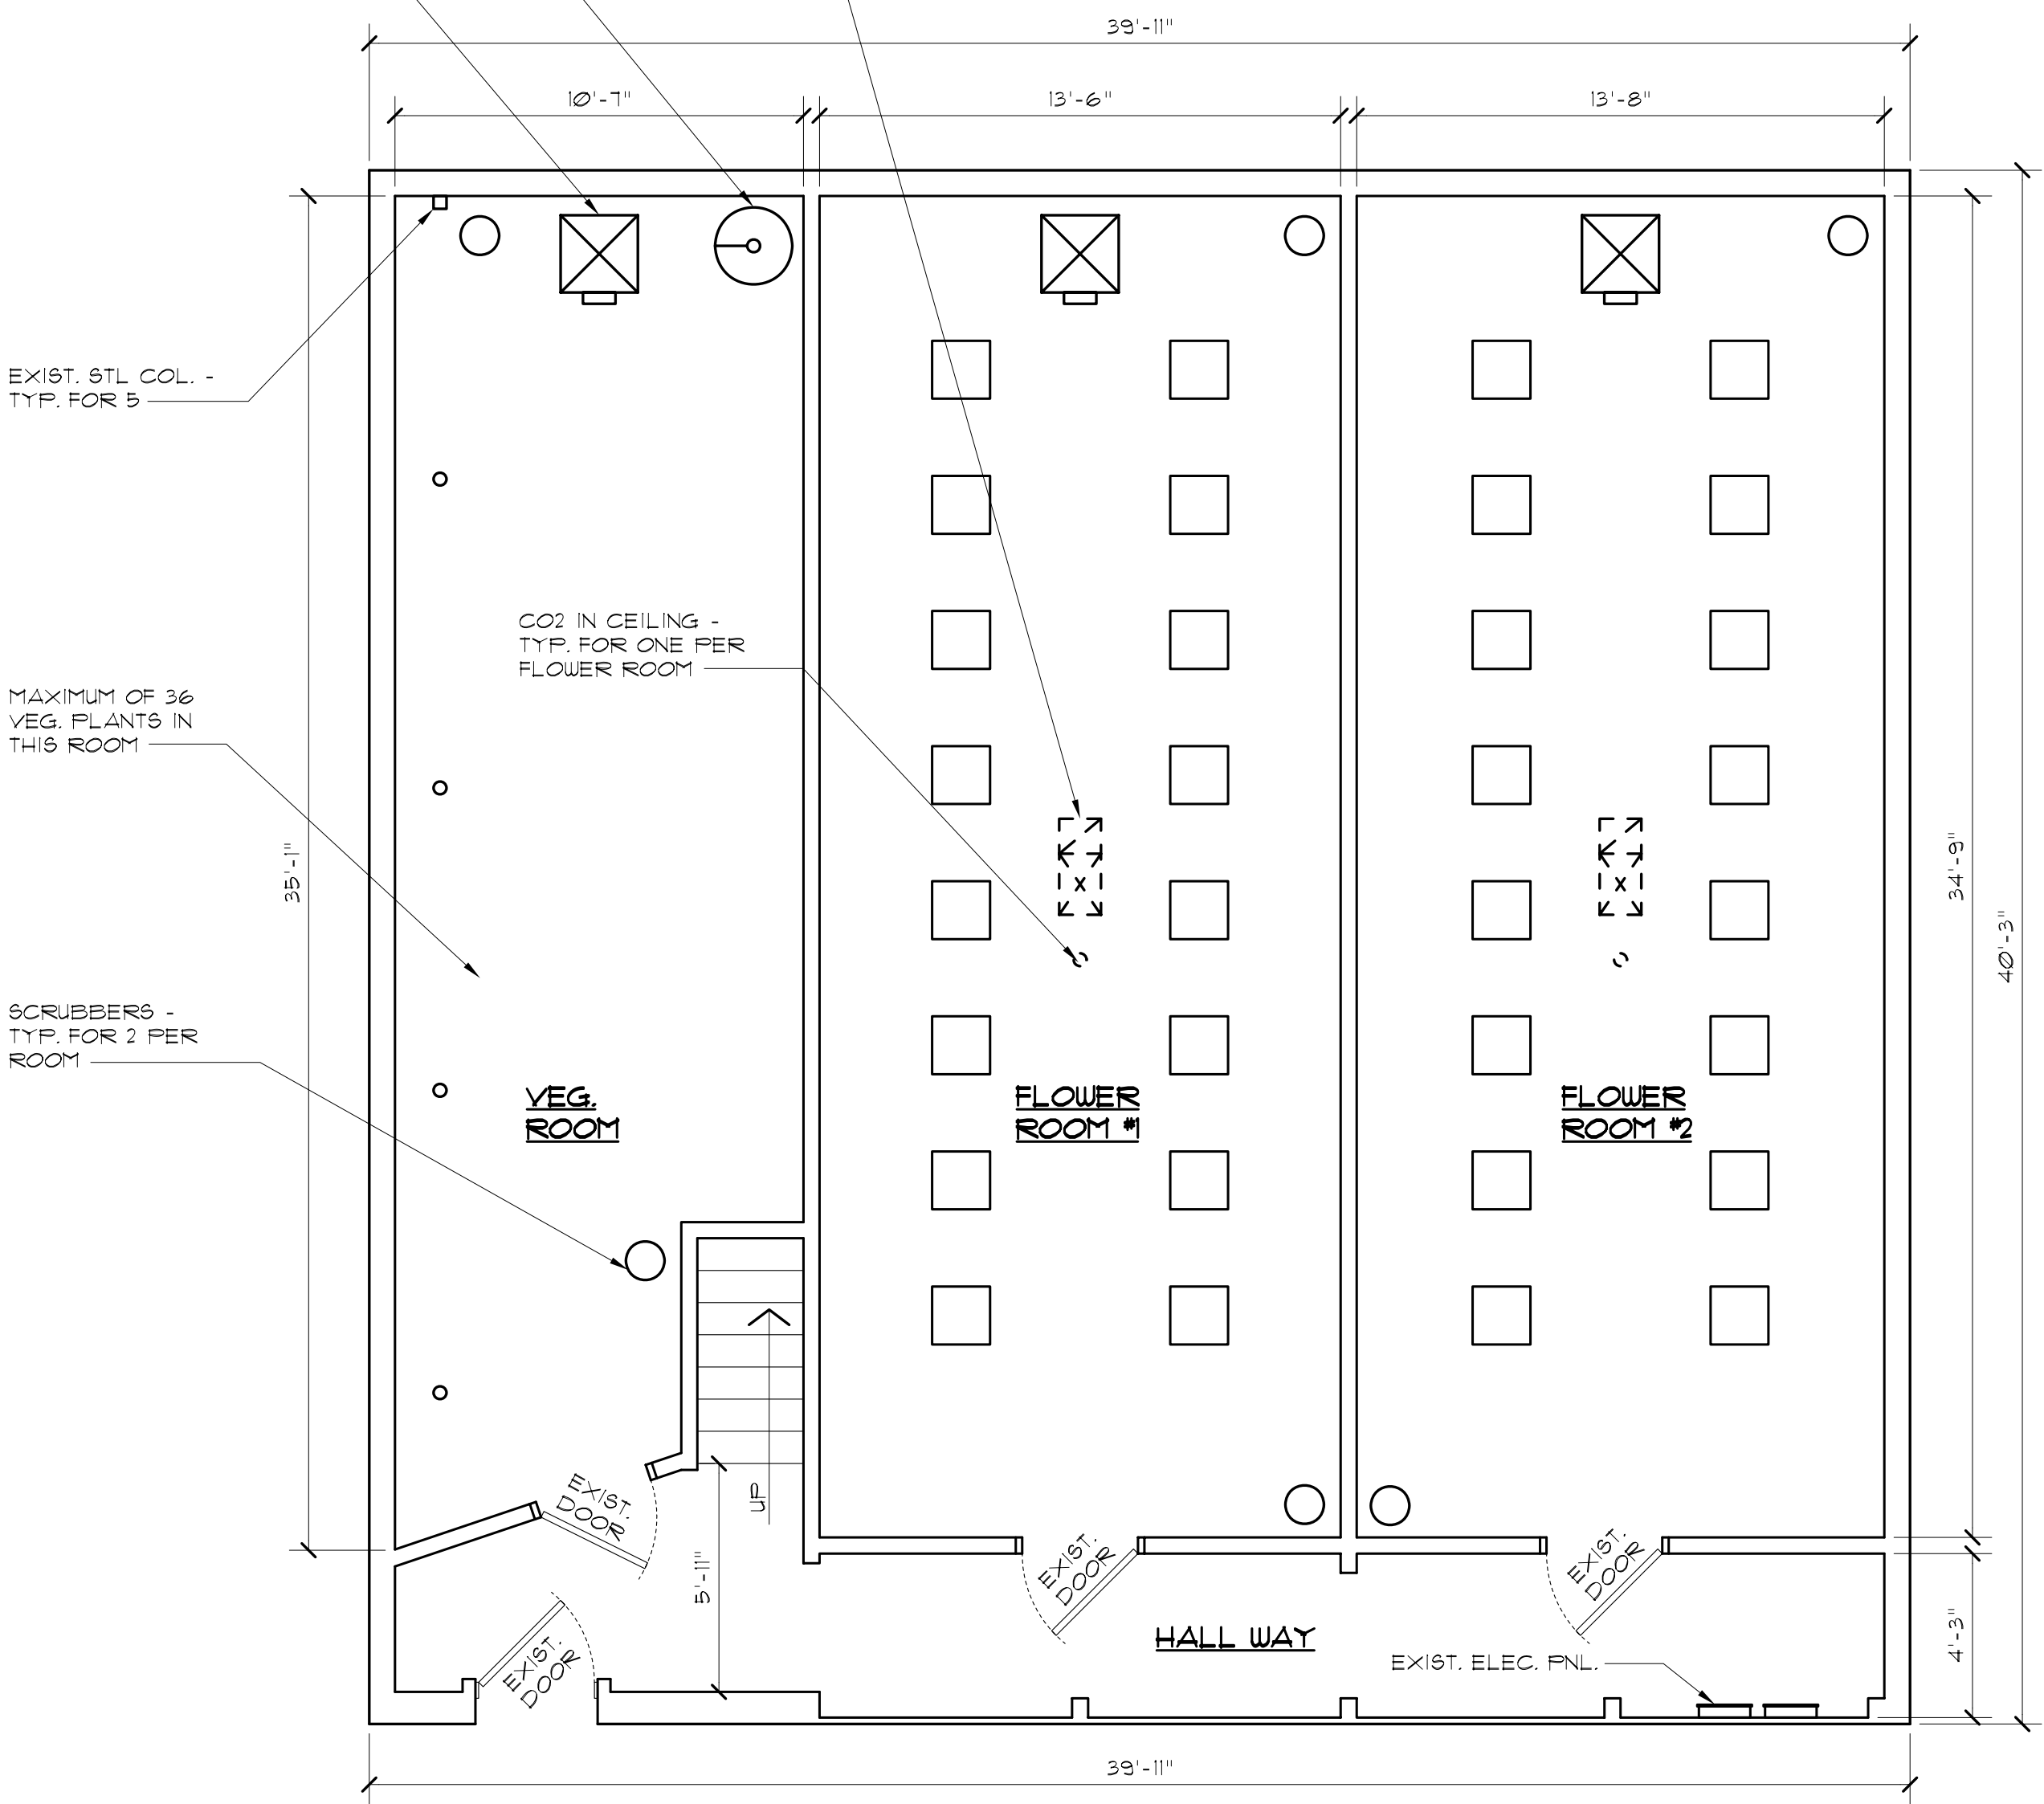 39'-11"
10'-7"
13'-6"
13'-8"
EXIST. STL COL. -
TYP. FOR 5
CO2 IN CEILING -
TYP. FOR ONE PER
FLOWER ROOM
MAXIMUM OF 36
VEG. PLANTS IN
THIS ROOM
35'-1"
34'-9"
40'-3"
SCRUBBERS -
TYP. FOR 2 PER
ROOM
VEG.
ROOM
FLOWER
ROOM #1
FLOWER
ROOM #2
EXIST.
DOOR
UP
5'-11"
EXIST.
DOOR
EXIST.
DOOR
EXIST.
DOOR
HALL WAY
4'-3"
EXIST. ELEC. PNL.
39'-11"